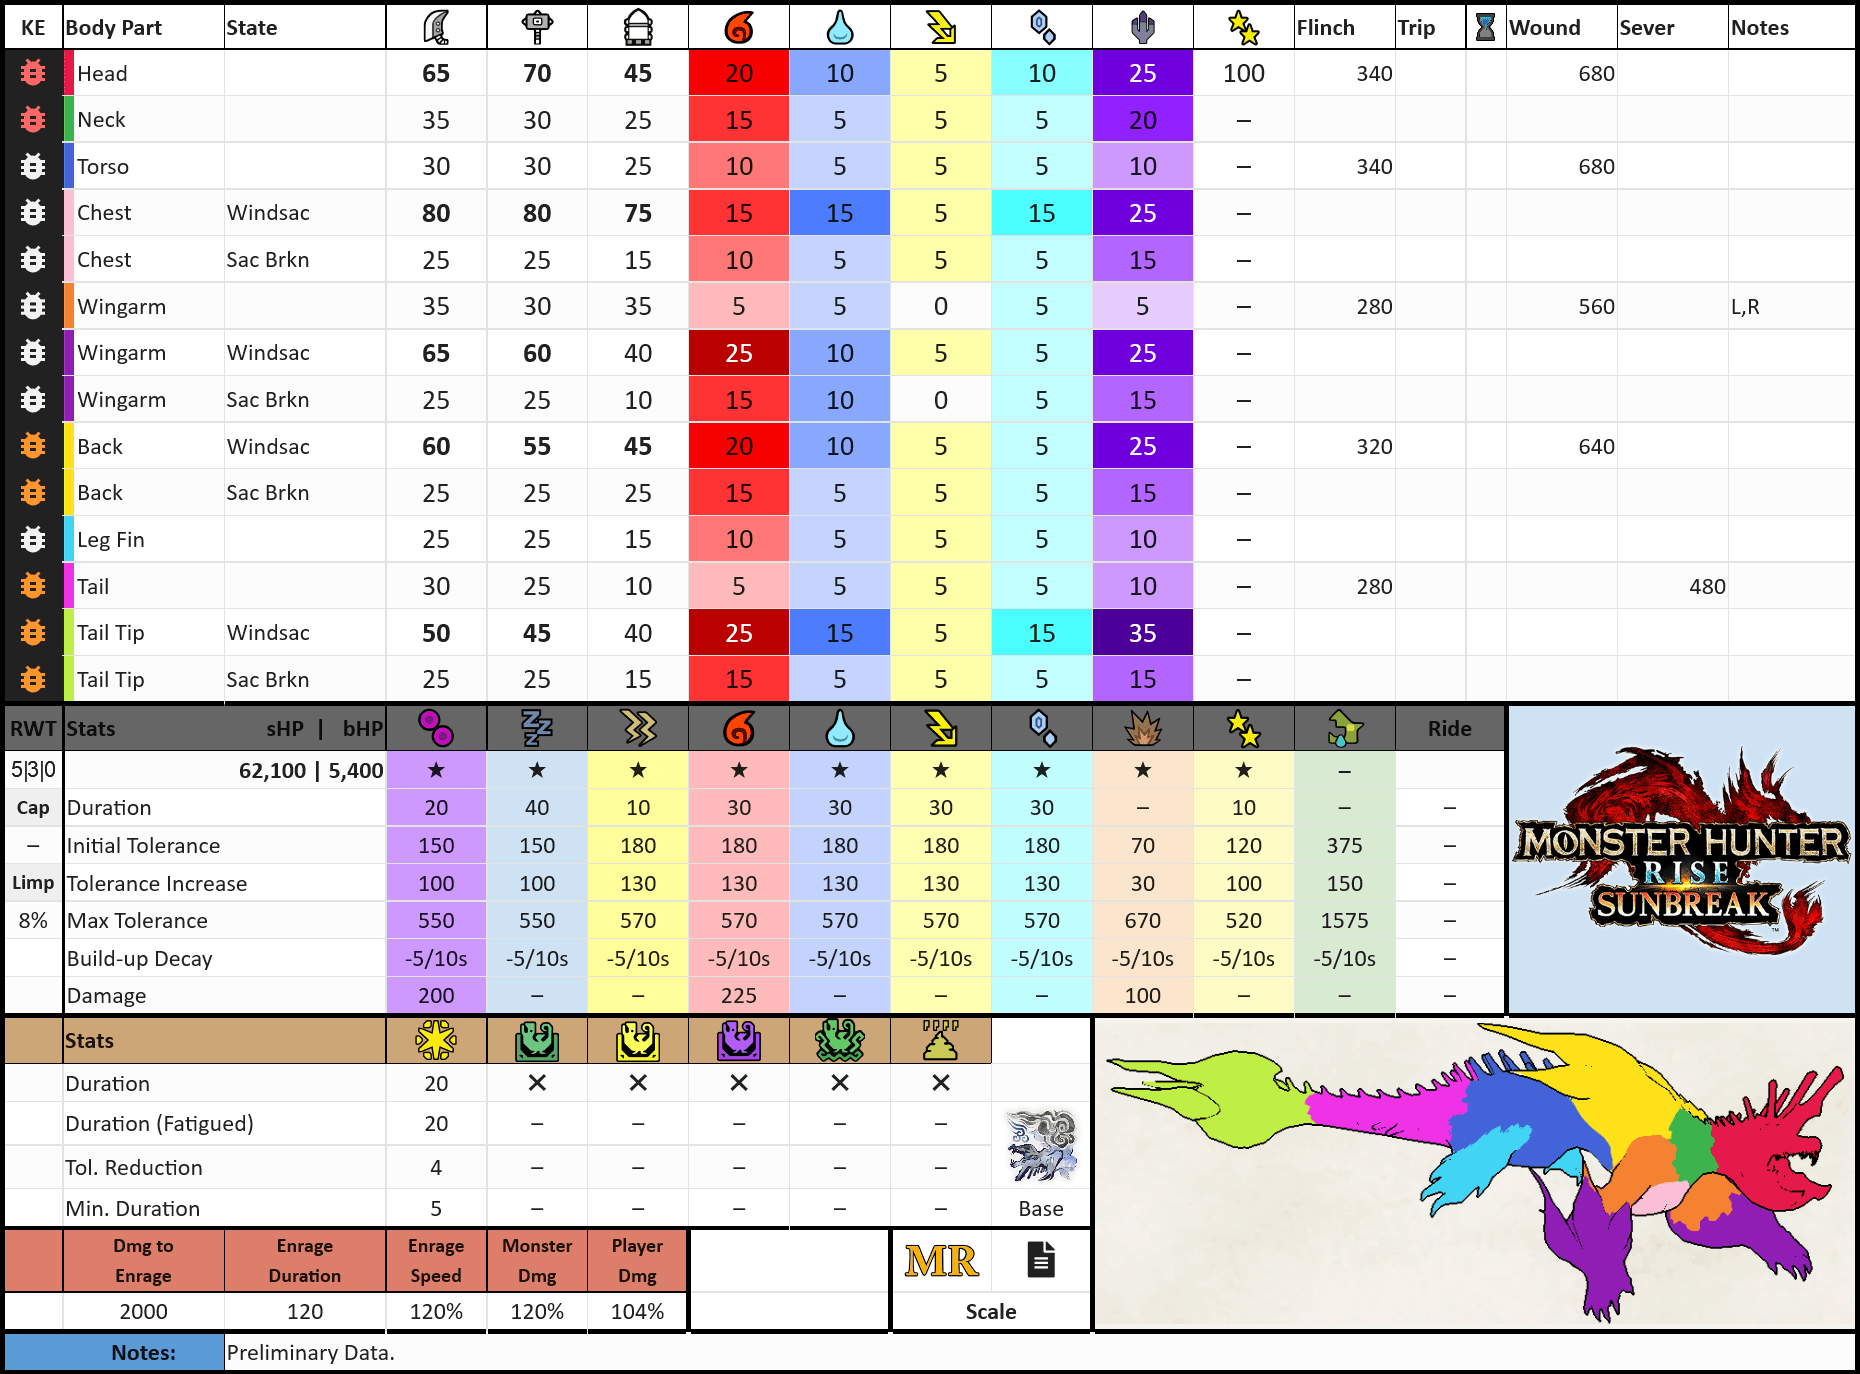 KE Body Part State Flinch Trip Wound Sever Notes
Head 65 70 45 20 10 5 10 25 100 340 680
Neck 35 30 25 15 5 5 5 20 –
Torso 30 30 25 10 5 5 5 10 – 340 680
Chest Windsac 80 80 75 15 15 5 15 25 –
Chest Sac Brkn 25 25 15 10 5 5 5 15 –
Wingarm 35 30 35 5 5 0 5 5 – 280 560 L,R
Wingarm Windsac 65 60 40 25 10 5 5 25 –
Wingarm Sac Brkn 25 25 10 15 10 0 5 15 –
Back Windsac 60 55 45 20 10 5 5 25 – 320 640
Back Sac Brkn 25 25 25 15 5 5 5 15 –
Leg Fin 25 25 15 10 5 5 5 10 –
Tail 30 25 10 5 5 5 5 10 – 280 480
Tail Tip Windsac 50 45 40 25 15 5 15 35 –
Tail Tip Sac Brkn 25 25 15 15 5 5 5 15 –
RWT Stats sHP | bHP Ride
5|3|0 62,100 | 5,400 ★ ★ ★ ★ ★ ★ ★ ★ ★ –
Cap Duration 20 40 10 30 30 30 30 – 10 – –
– Initial Tolerance 150 150 180 180 180 180 180 70 120 375 –
Limp Tolerance Increase 100 100 130 130 130 130 130 30 100 150 –
8% Max Tolerance 550 550 570 570 570 570 570 670 520 1575 –
Build-up Decay -5/10s -5/10s -5/10s -5/10s -5/10s -5/10s -5/10s -5/10s -5/10s -5/10s –
Damage 200 – – 225 – – – 100 – – –
MONSTER HUNTER
RISE
SUNBREAK
™
Stats
Duration 20 ✕ ✕ ✕ ✕ ✕
Duration (Fatigued) 20 – – – – –
Tol. Reduction 4 – – – – –
Min. Duration 5 – – – – – Base
Dmg to Enrage Enrage Monster Player
Enrage Duration Speed Dmg Dmg
MR
2000 120 120% 120% 104% Scale
Notes: Preliminary Data.